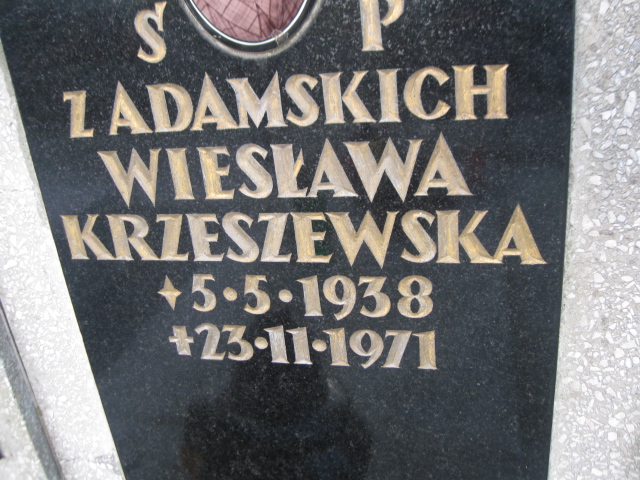 Ś P
Z ADAMSKICH
WIESŁAWA
KRZESZEWSKA
5·5·1938
✝23·11·1971